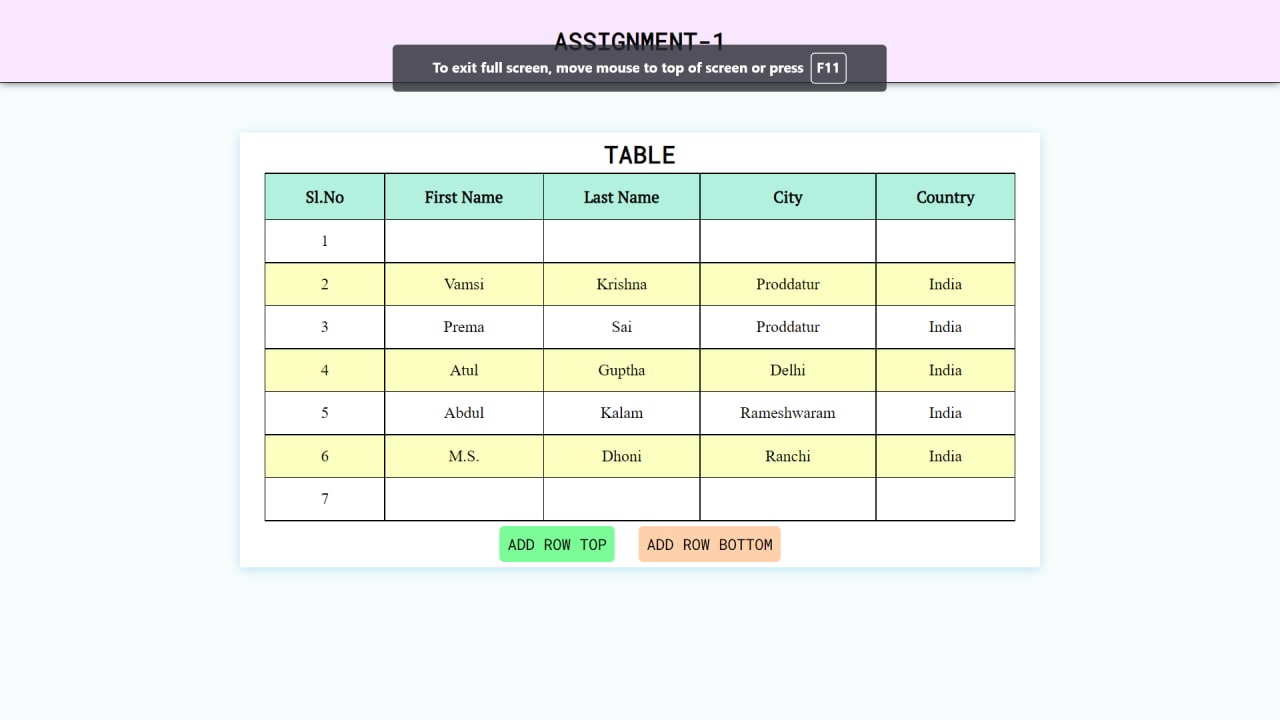 ASSIGNMENT-1
To exit full screen, move mouse to top of screen or press F11
TABLE
Sl.No First Name Last Name City Country
1
2 Vamsi Krishna Proddatur India
3 Prema Sai Proddatur India
4 Atul Guptha Delhi India
5 Abdul Kalam Rameshwaram India
6 M.S. Dhoni Ranchi India
7
ADD ROW TOP ADD ROW BOTTOM